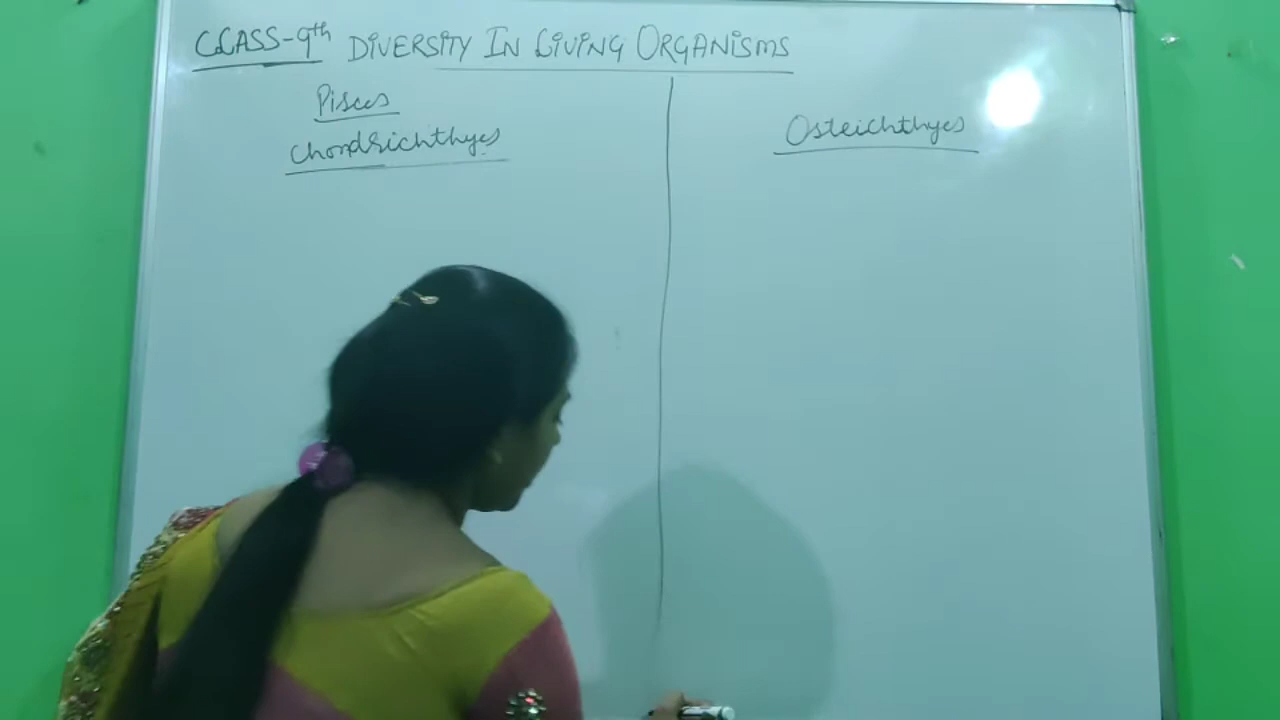 CLASS-9th DIVERSITY IN LIVING ORGANISMS
Pisces
Chondrichthyes
Osteichthyes